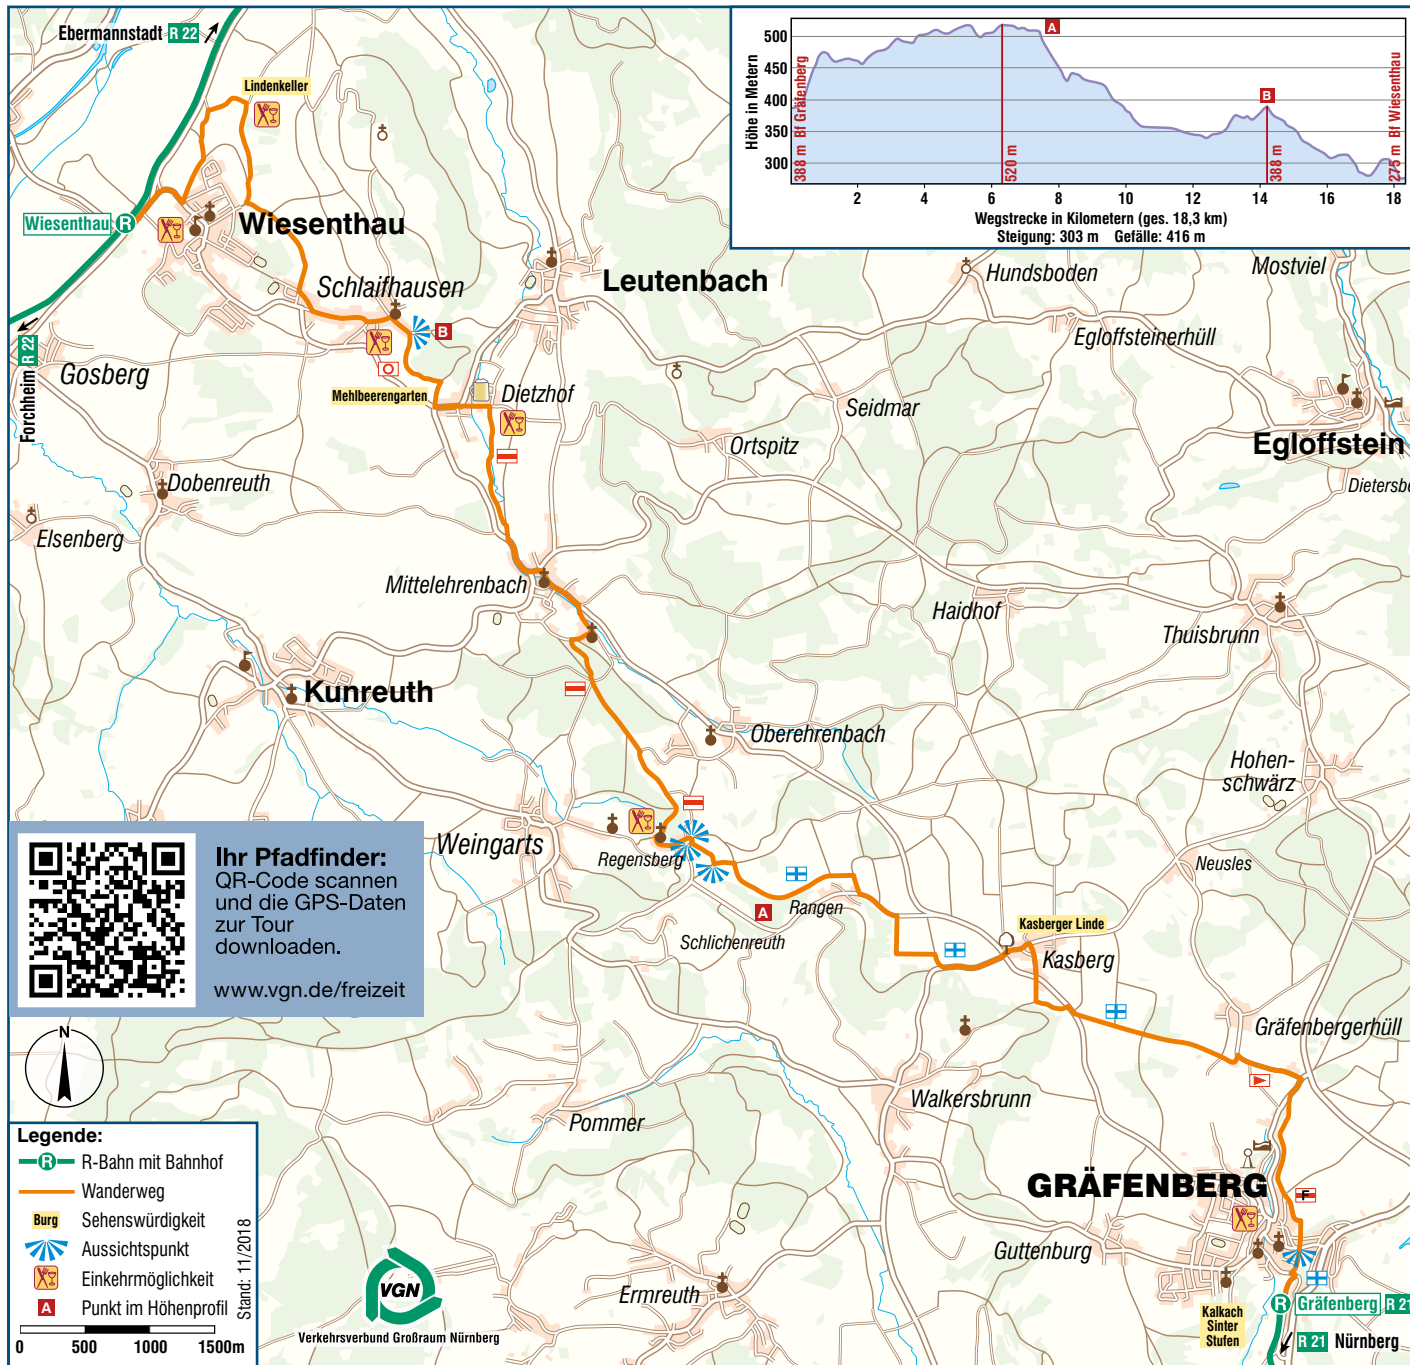 Ebermannstadt R 22
Lindenkeller
Wiesenthau R
Wiesenthau
Schlaifhausen
Leutenbach
B
Forchheim R 22
Gosberg
Mehlbeerengarten
Dietzhof
Hundsboden
Mostviel
Egloffsteinerhüll
Seidmar
Ortspitz
Egloffstein
Dobenreuth
Elsenberg
Mittelehrenbach
Haidhof
Thuisbrunn
Kunreuth
Oberehrenbach
Hohen-
schwärz
Weingarts
Regensberg
Neusles
A
Rangen
Schlichenreuth
Kasberger Linde
Kasberg
Gräfenbergerhüll
Walkersbrunn
Pommer
GRÄFENBERG
F
Guttenburg
Ermreuth
Kalkach
Sinter
Stufen
R Gräfenberg
R 21 Nürnberg
Höhe in Metern
500
450
400
350
300
388 m Bf Gräfenberg
520 m
A
B
388 m
275 m Bf Wiesenthau
2 4 6 8 10 12 14 16 18
Wegstrecke in Kilometern (ges. 18,3 km)
Steigung: 303 m Gefälle: 416 m
Ihr Pfadfinder:
QR-Code scannen
und die GPS-Daten
zur Tour
downloaden.
www.vgn.de/freizeit
N
Legende:
R R-Bahn mit Bahnhof
Wanderweg
Burg Sehenswürdigkeit
Aussichtspunkt
Einkehrmöglichkeit
A Punkt im Höhenprofil
0 500 1000 1500m
Stand: 11/2018
VGN
Verkehrsverbund Großraum Nürnberg